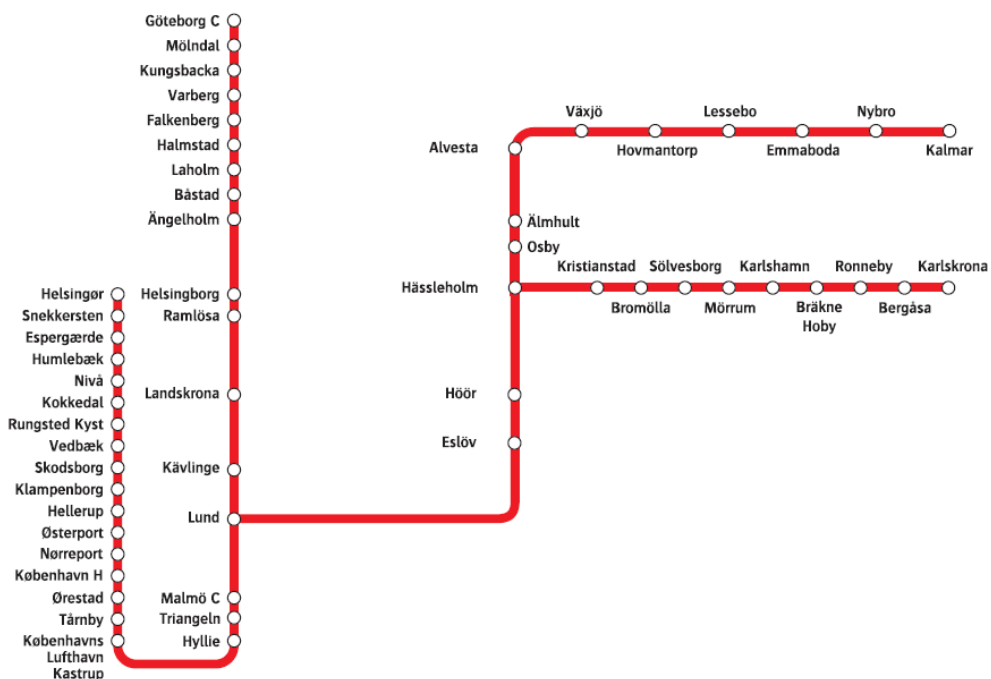 Göteborg C
Mölndal
Kungsbacka
Varberg
Falkenberg
Halmstad
Laholm
Båstad
Ängelholm
Helsingborg
Ramlösa
Landskrona
Kävlinge
Lund
Malmö C
Triangeln
Hyllie
Helsingør
Snekkersten
Espergærde
Humlebæk
Nivå
Kokkedal
Rungsted Kyst
Vedbæk
Skodsborg
Klampenborg
Hellerup
Østerport
Nørreport
København H
Ørestad
Tårnby
Københavns
Lufthavn
Kastrup
Växjö
Lessebo
Nybro
Alvesta
Hovmantorp
Emmaboda
Kalmar
Älmhult
Osby
Hässleholm
Kristianstad
Sölvesborg
Karlshamn
Ronneby
Karlskrona
Bromölla
Mörrum
Bräkne
Hoby
Bergåsa
Höör
Eslöv